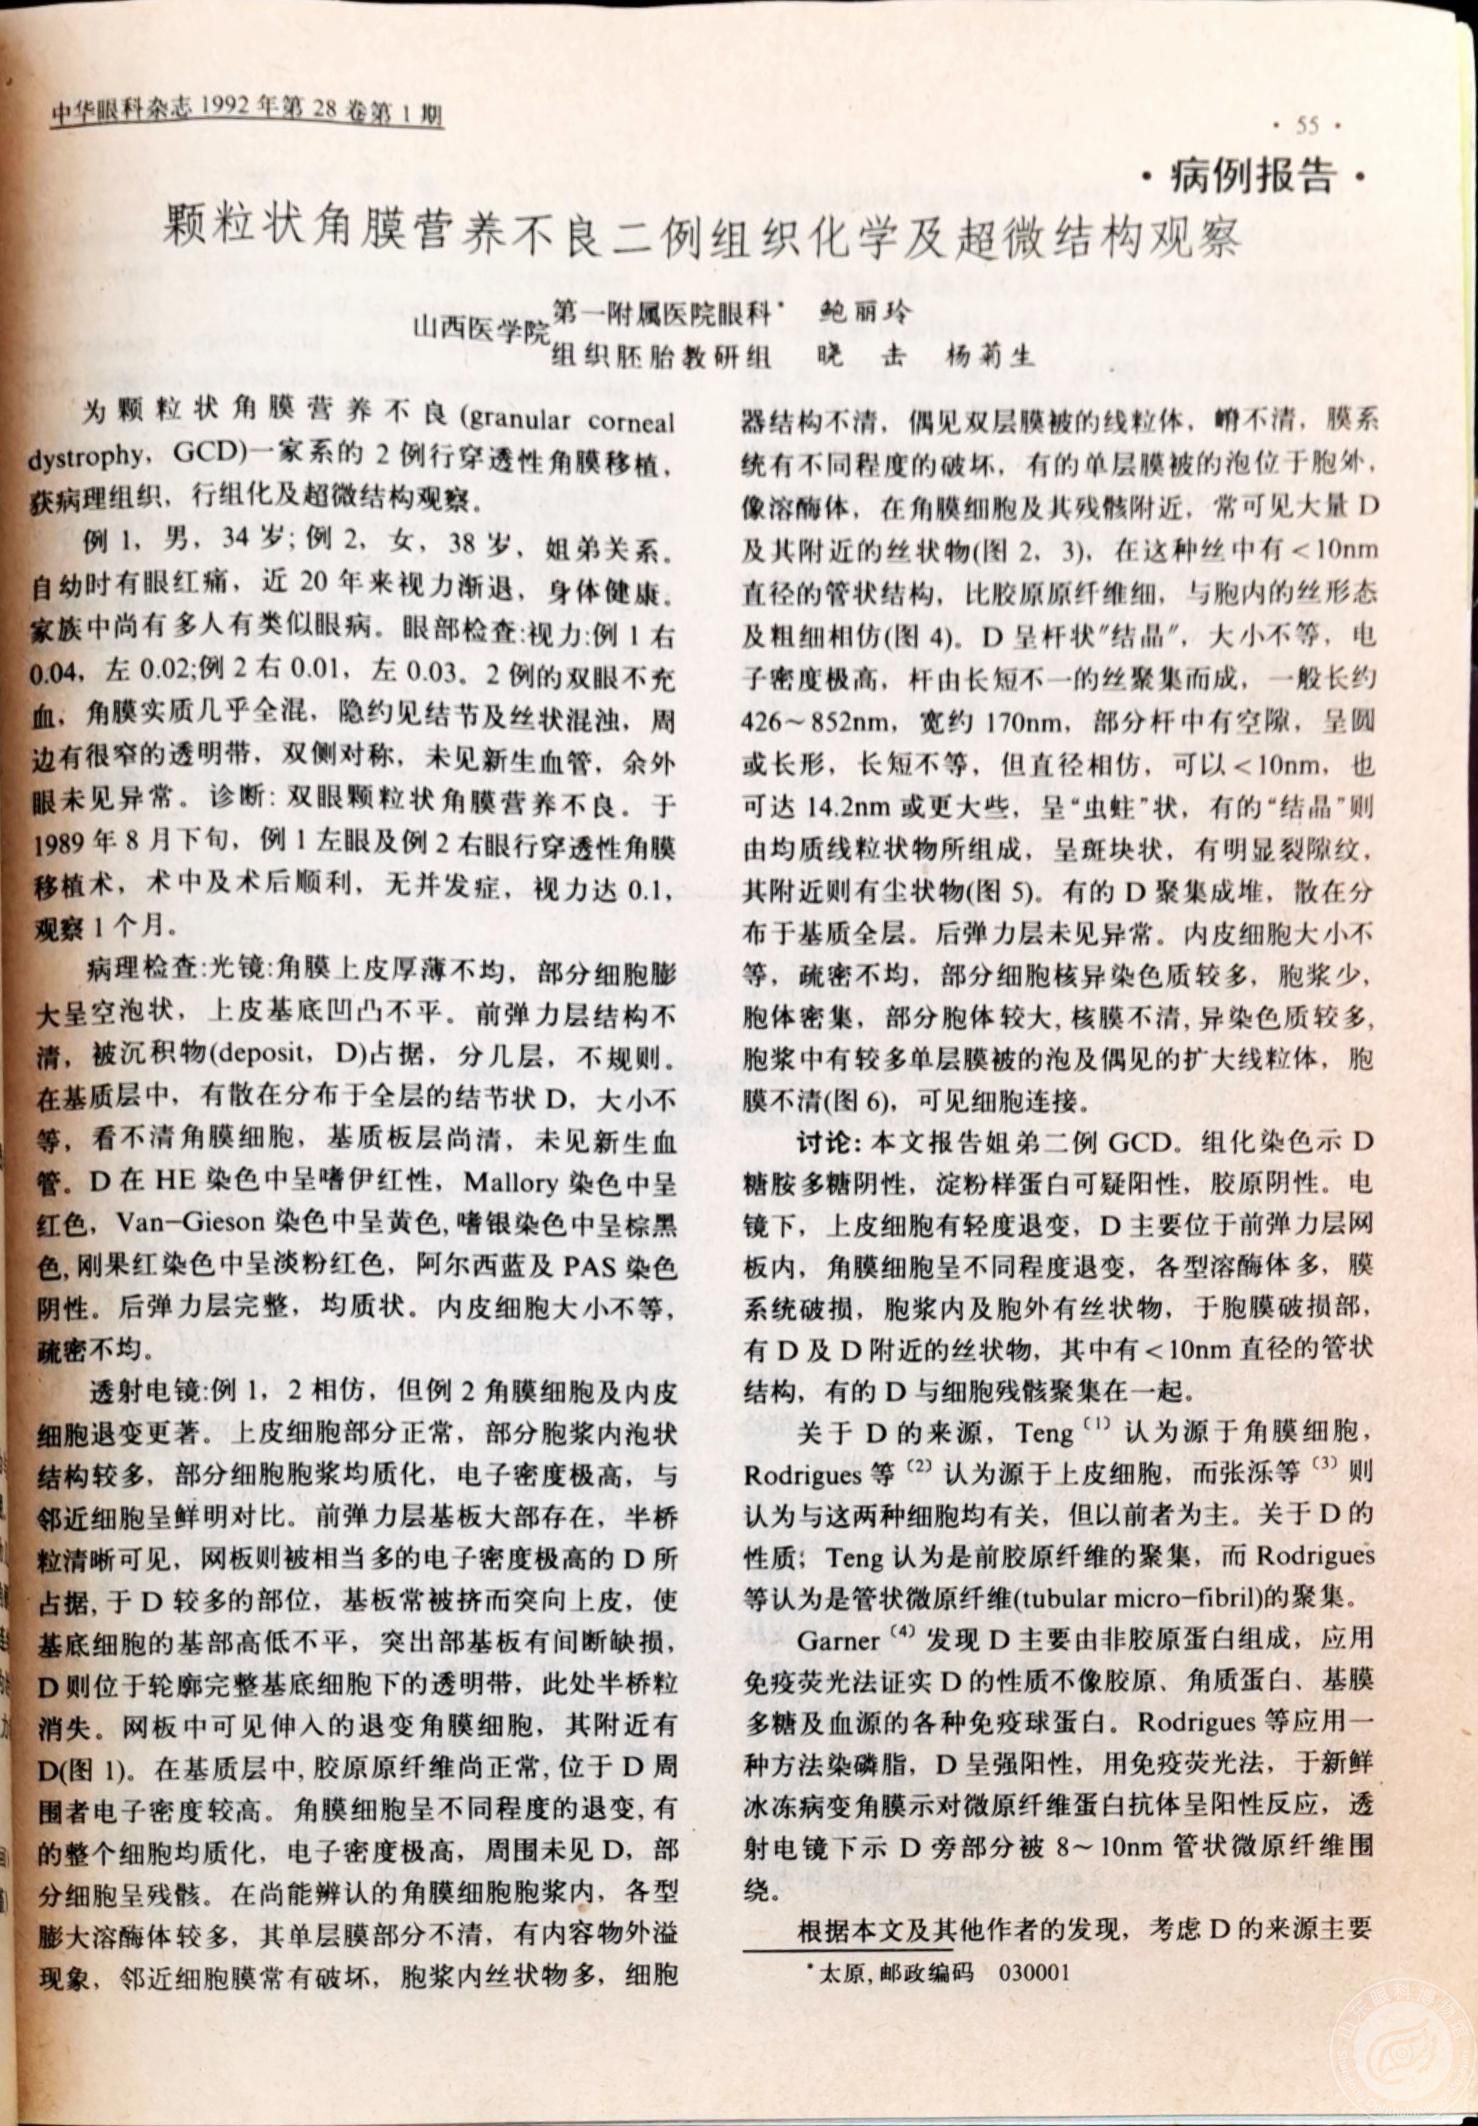 中华眼科杂志 1992 年第 28 卷第 1 期
· 55 ·
· 病例报告 ·
颗粒状角膜营养不良二例组织化学及超微结构观察
山西医学院 第一附属医院眼科* 鲍丽玲
组织胚胎教研组 晓 击 杨菊生
为颗粒状角膜营养不良(granular corneal
dystrophy, GCD)一家系的 2 例行穿透性角膜移植,
获病理组织, 行组化及超微结构观察。
例 1, 男, 34 岁; 例 2, 女, 38 岁, 姐弟关系。
自幼时有眼红痛, 近 20 年来视力渐退, 身体健康。
家族中尚有多人有类似眼病。眼部检查:视力:例 1 右
0.04, 左 0.02;例 2 右 0.01, 左 0.03。2 例的双眼不充
血, 角膜实质几乎全混, 隐约见结节及丝状混浊, 周
边有很窄的透明带, 双侧对称, 未见新生血管, 余外
眼未见异常。诊断: 双眼颗粒状角膜营养不良。于
1989 年 8 月下旬, 例 1 左眼及例 2 右眼行穿透性角膜
移植术, 术中及术后顺利, 无并发症, 视力达 0.1,
观察 1 个月。
病理检查:光镜:角膜上皮厚薄不均, 部分细胞膨
大呈空泡状, 上皮基底凹凸不平。前弹力层结构不
清, 被沉积物(deposit, D)占据, 分几层, 不规则。
在基质层中, 有散在分布于全层的结节状 D, 大小不
等, 看不清角膜细胞, 基质板层尚清, 未见新生血
管。D 在 HE 染色中呈嗜伊红性, Mallory 染色中呈
红色, Van-Gieson 染色中呈黄色, 嗜银染色中呈棕黑
色, 刚果红染色中呈淡粉红色, 阿尔西蓝及 PAS 染色
阴性。后弹力层完整, 均质状。内皮细胞大小不等,
疏密不均。
透射电镜:例 1, 2 相仿, 但例 2 角膜细胞及内皮
细胞退变更著。上皮细胞部分正常, 部分胞浆内泡状
结构较多, 部分细胞胞浆均质化, 电子密度极高, 与
邻近细胞呈鲜明对比。前弹力层基板大部存在, 半桥
粒清晰可见, 网板则被相当多的电子密度极高的 D 所
占据, 于 D 较多的部位, 基板常被挤而突向上皮, 使
基底细胞的基部高低不平, 突出部基板有间断缺损,
D 则位于轮廓完整基底细胞下的透明带, 此处半桥粒
消失。网板中可见伸入的退变角膜细胞, 其附近有
D(图 1)。在基质层中, 胶原原纤维尚正常, 位于 D 周
围者电子密度较高。角膜细胞呈不同程度的退变, 有
的整个细胞均质化, 电子密度极高, 周围未见 D, 部
分细胞呈残骸。在尚能辨认的角膜细胞胞浆内, 各型
膨大溶酶体较多, 其单层膜部分不清, 有内容物外溢
现象, 邻近细胞膜常有破坏, 胞浆内丝状物多, 细胞
器结构不清, 偶见双层膜被的线粒体, 嵴不清, 膜系
统有不同程度的破坏, 有的单层膜被的泡位于胞外,
像溶酶体, 在角膜细胞及其残骸附近, 常可见大量 D
及其附近的丝状物(图 2, 3), 在这种丝中有<10nm
直径的管状结构, 比胶原原纤维细, 与胞内的丝形态
及粗细相仿(图 4)。D 呈杆状"结晶", 大小不等, 电
子密度极高, 杆由长短不一的丝聚集而成, 一般长约
426~852nm, 宽约 170nm, 部分杆中有空隙, 呈圆
或长形, 长短不等, 但直径相仿, 可以<10nm, 也
可达 14.2nm 或更大些, 呈“虫蛀”状, 有的“结晶”则
由均质线粒状物所组成, 呈斑块状, 有明显裂隙纹,
其附近则有尘状物(图 5)。有的 D 聚集成堆, 散在分
布于基质全层。后弹力层未见异常。内皮细胞大小不
等, 疏密不均, 部分细胞核异染色质较多, 胞浆少,
胞体密集, 部分胞体较大, 核膜不清, 异染色质较多,
胞浆中有较多单层膜被的泡及偶见的扩大线粒体, 胞
膜不清(图 6), 可见细胞连接。
讨论: 本文报告姐弟二例 GCD。组化染色示 D
糖胺多糖阴性, 淀粉样蛋白可疑阳性, 胶原阴性。电
镜下, 上皮细胞有轻度退变, D 主要位于前弹力层网
板内, 角膜细胞呈不同程度退变, 各型溶酶体多, 膜
系统破损, 胞浆内及胞外有丝状物, 于胞膜破损部,
有 D 及 D 附近的丝状物, 其中有<10nm 直径的管状
结构, 有的 D 与细胞残骸聚集在一起。
关于 D 的来源, Teng (1) 认为源于角膜细胞,
Rodrigues 等 (2) 认为源于上皮细胞, 而张泺等 (3) 则
认为与这两种细胞均有关, 但以前者为主。关于 D 的
性质; Teng 认为是前胶原纤维的聚集, 而 Rodrigues
等认为是管状微原纤维(tubular micro-fibril)的聚集。
Garner (4) 发现 D 主要由非胶原蛋白组成, 应用
免疫荧光法证实 D 的性质不像胶原、角质蛋白、基膜
多糖及血源的各种免疫球蛋白。Rodrigues 等应用一
种方法染磷脂, D 呈强阳性, 用免疫荧光法, 于新鲜
冰冻病变角膜示对微原纤维蛋白抗体呈阳性反应, 透
射电镜下示 D 旁部分被 8~10nm 管状微原纤维围
绕。
根据本文及其他作者的发现, 考虑 D 的来源主要
*太原, 邮政编码 030001
山东眼科博物馆